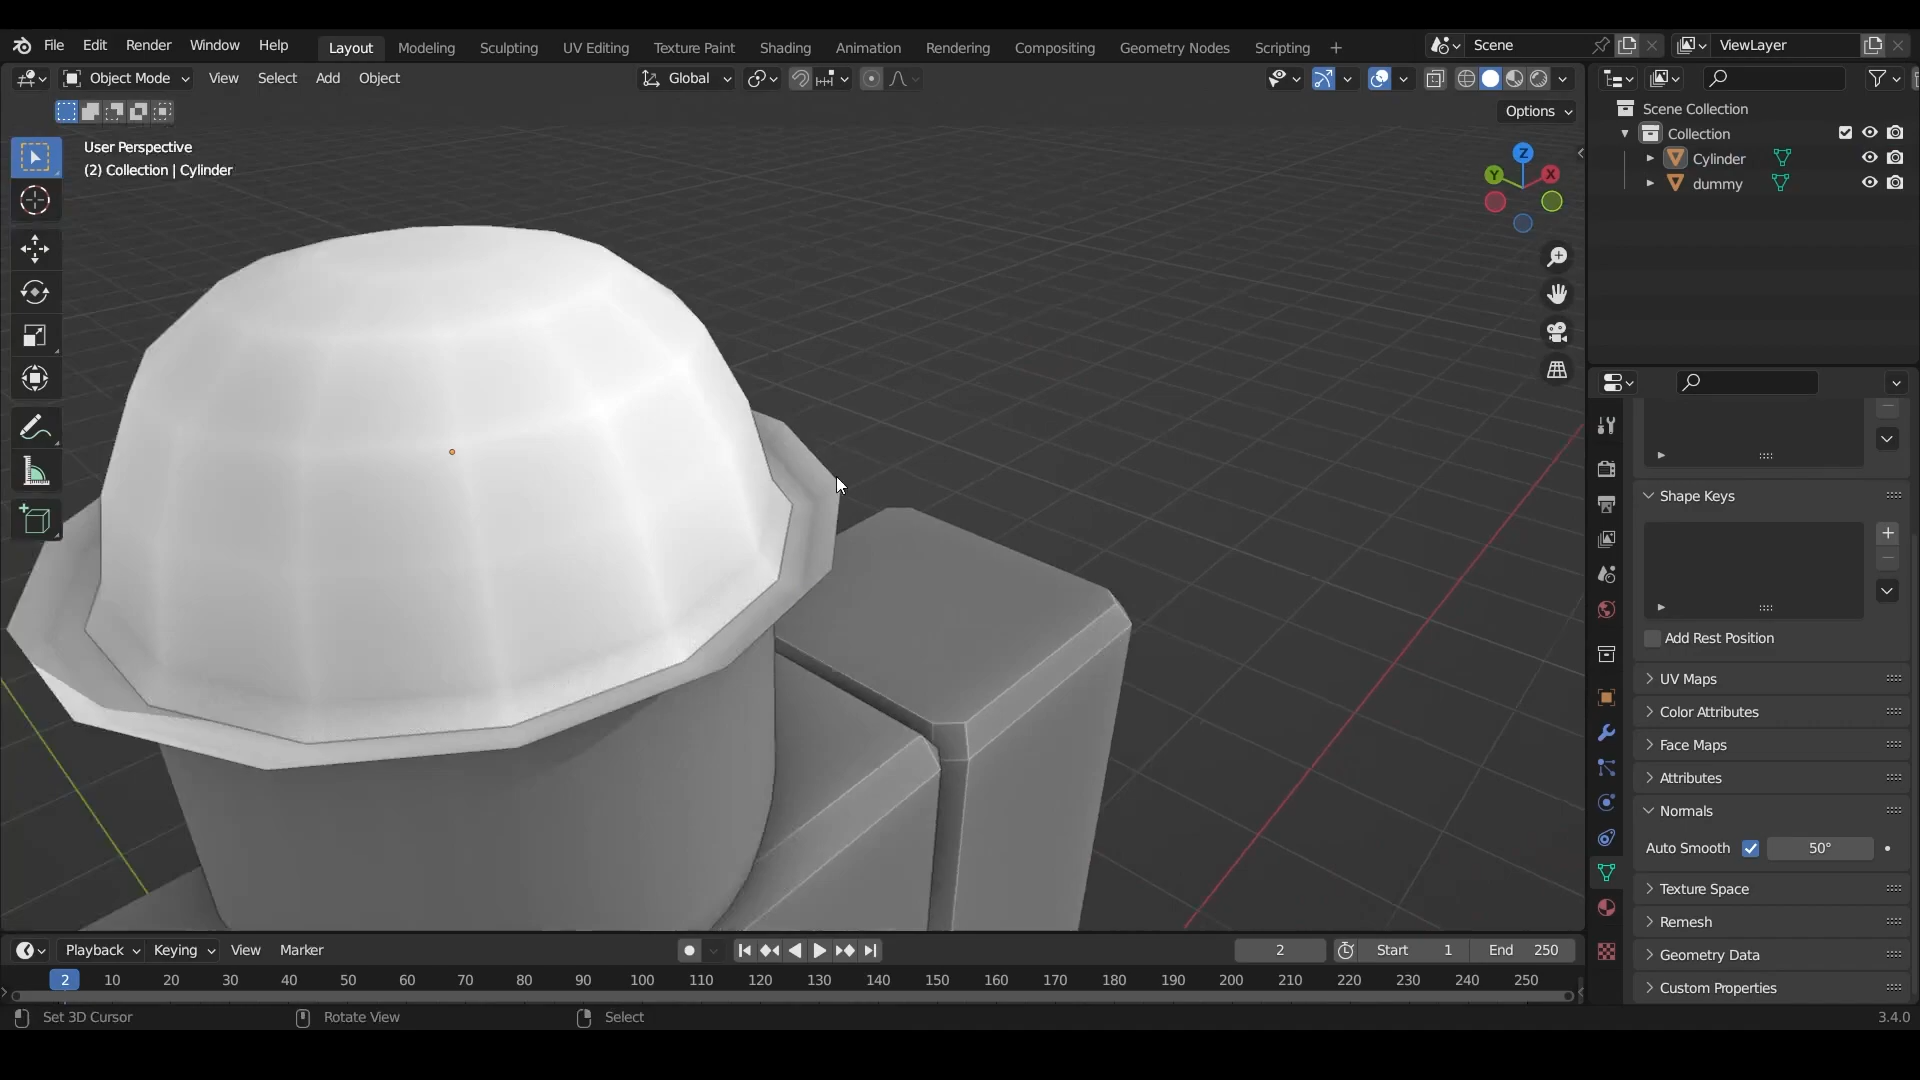 File Edit Render Window Help Layout Modeling Sculpting UV Editing Texture Paint Shading Animation Rendering Compositing Geometry Nodes Scripting + Scene ViewLayer
Object Mode View Select Add Object Global
Options
User Perspective
(2) Collection | Cylinder
Z
Y
X
Scene Collection
Collection
Cylinder
dummy
Shape Keys
Add Rest Position
UV Maps
Color Attributes
Face Maps
Attributes
Normals
Auto Smooth 50°
Texture Space
Remesh
Geometry Data
Custom Properties
Playback Keying View Marker 2 Start 1 End 250
2 10 20 30 40 50 60 70 80 90 100 110 120 130 140 150 160 170 180 190 200 210 220 230 240 250
Set 3D Cursor Rotate View Select 3.4.0